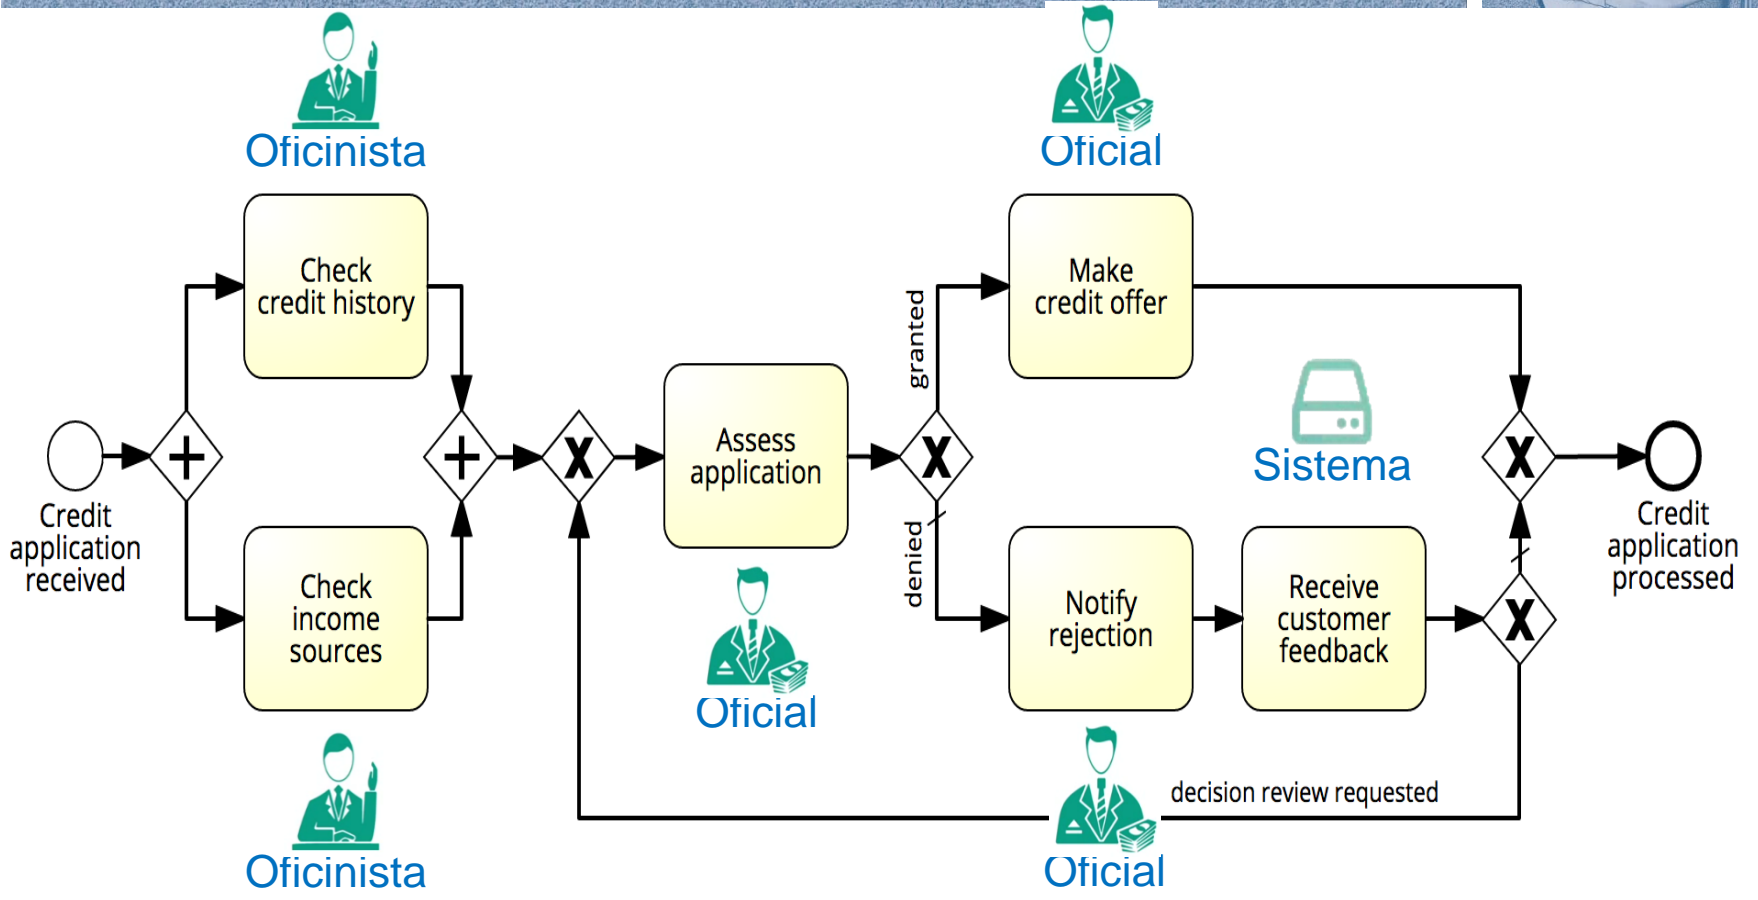 Oficinista
Oficial
Check
credit history
Make
credit offer
granted
Assess
application
Sistema
Credit
application
received
Credit
application
processed
denied
Check
income
sources
Notify
rejection
Receive
customer
feedback
Oficial
decision review requested
Oficinista
Oficial